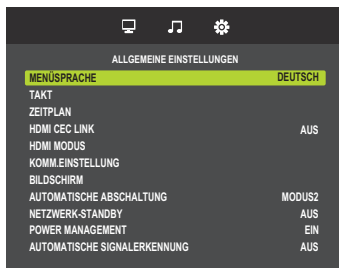 ALLGEMEINE EINSTELLUNGEN
MENÜSPRACHE DEUTSCH
TAKT
ZEITPLAN
HDMI CEC LINK AUS
HDMI MODUS
KOMM.EINSTELLUNG
BILDSCHIRM
AUTOMATISCHE ABSCHALTUNG MODUS2
NETZWERK-STANDBY AUS
POWER MANAGEMENT EIN
AUTOMATISCHE SIGNALERKENNUNG AUS